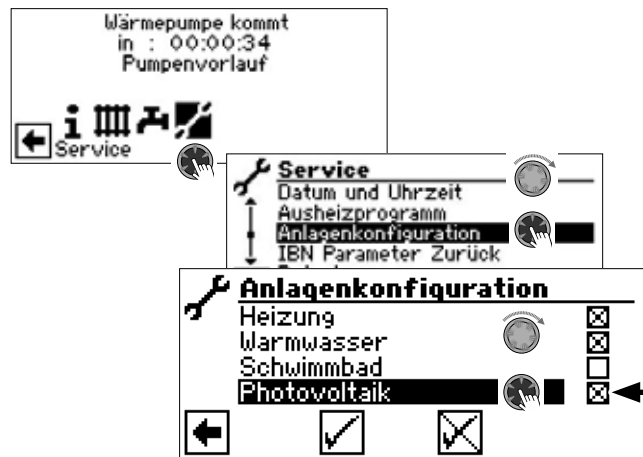 Wärmepumpe kommt
in : 00:00:34
Pumpenvorlauf
Service
Service
Datum und Uhrzeit
Ausheizprogramm
Anlagenkonfiguration
IBN Parameter Zurück
Anlagenkonfiguration
Heizung
Warmwasser
Schwimmbad
Photovoltaik